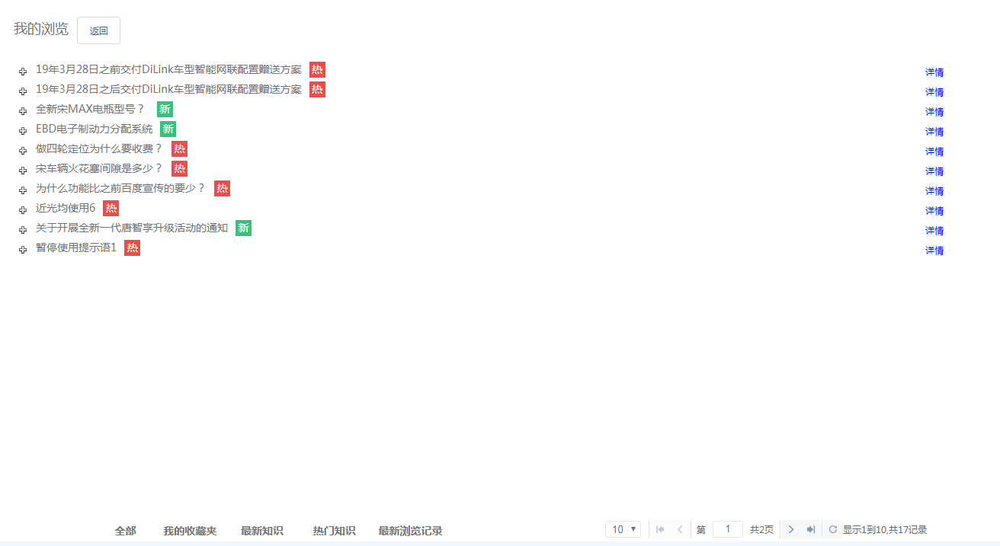 我的浏览 返回
19年3月28日之前交付DiLink车型智能网联配置赠送方案 热 详情
19年3月28日之后交付DiLink车型智能网联配置赠送方案 热 详情
全新宋MAX电瓶型号？ 新 详情
EBD电子制动力分配系统 新 详情
做四轮定位为什么要收费？ 热 详情
宋车辆火花塞间隙是多少？ 热 详情
为什么功能比之前百度宣传的要少？ 热 详情
近光均使用6 热 详情
关于开展全新一代唐智享升级活动的通知 新 详情
暂停使用提示语1 热 详情
全部 我的收藏夹 最新知识 热门知识 最新浏览记录 10 第 1 共2页 显示1到10,共17记录